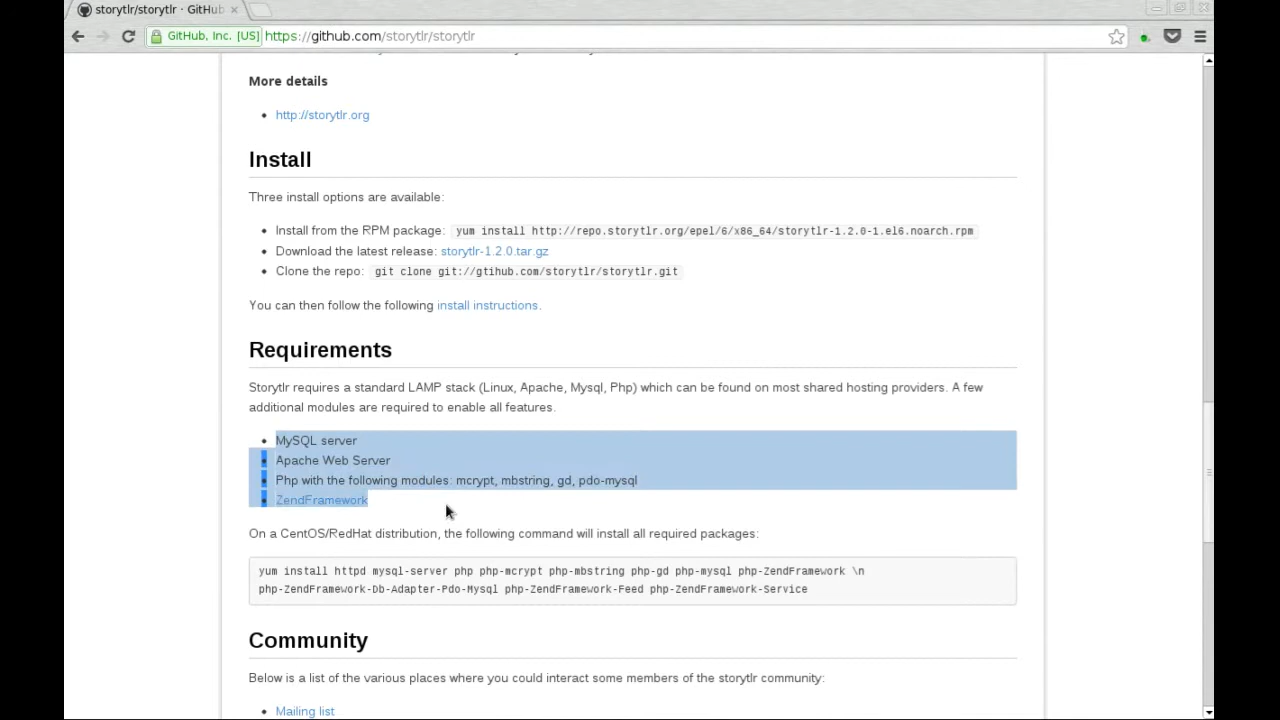 storytlr/storytlr · GitHub
GitHub, Inc. [US] https://github.com/storytlr/storytlr
More details
http://storytlr.org
Install
Three install options are available:
Install from the RPM package: yum install http://repo.storytlr.org/epel/6/x86_64/storytlr-1.2.0-1.el6.noarch.rpm
Download the latest release: storytlr-1.2.0.tar.gz
Clone the repo: git clone git://gtihub.com/storytlr/storytlr.git
You can then follow the following install instructions.
Requirements
Storytlr requires a standard LAMP stack (Linux, Apache, Mysql, Php) which can be found on most shared hosting providers. A few
additional modules are required to enable all features.
MySQL server
Apache Web Server
Php with the following modules: mcrypt, mbstring, gd, pdo-mysql
ZendFramework
On a CentOS/RedHat distribution, the following command will install all required packages:
yum install httpd mysql-server php php-mcrypt php-mbstring php-gd php-mysql php-ZendFramework \n
php-ZendFramework-Db-Adapter-Pdo-Mysql php-ZendFramework-Feed php-ZendFramework-Service
Community
Below is a list of the various places where you could interact some members of the storytlr community:
Mailing list